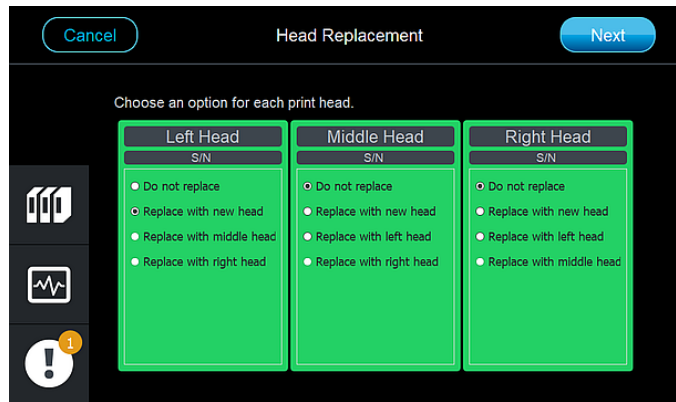 Cancel
Head Replacement
Next
Choose an option for each print head.
Left Head
S/N
Do not replace
Replace with new head
Replace with middle head
Replace with right head
Middle Head
S/N
Do not replace
Replace with new head
Replace with left head
Replace with right head
Right Head
S/N
Do not replace
Replace with new head
Replace with left head
Replace with middle head
1